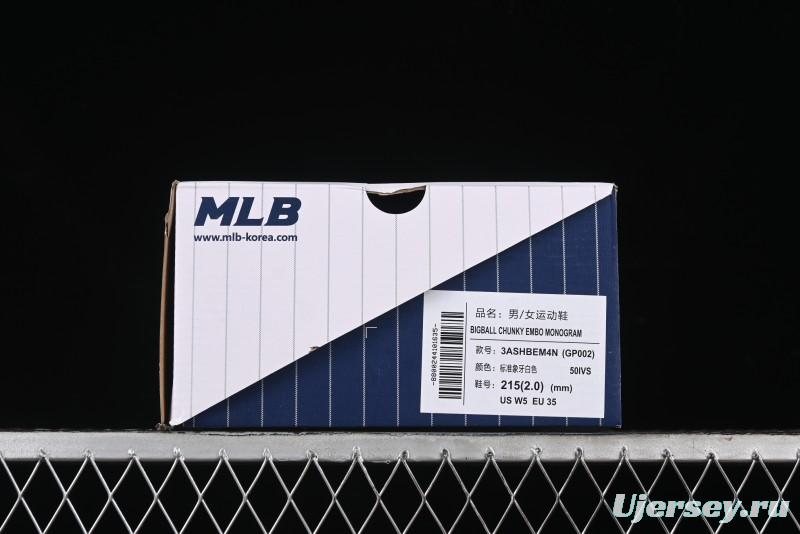 MLB
www.mlb-korea.com
品名：男/女运动鞋
BIGBALL CHUNKY EMBO MONOGRAM
款号：3ASHBEM4N (GP002)
颜色：标准象牙白色 50IVS
鞋号：215(2.0) (mm)
US W5 EU 35
-8800244101635-
Ujersey.ru